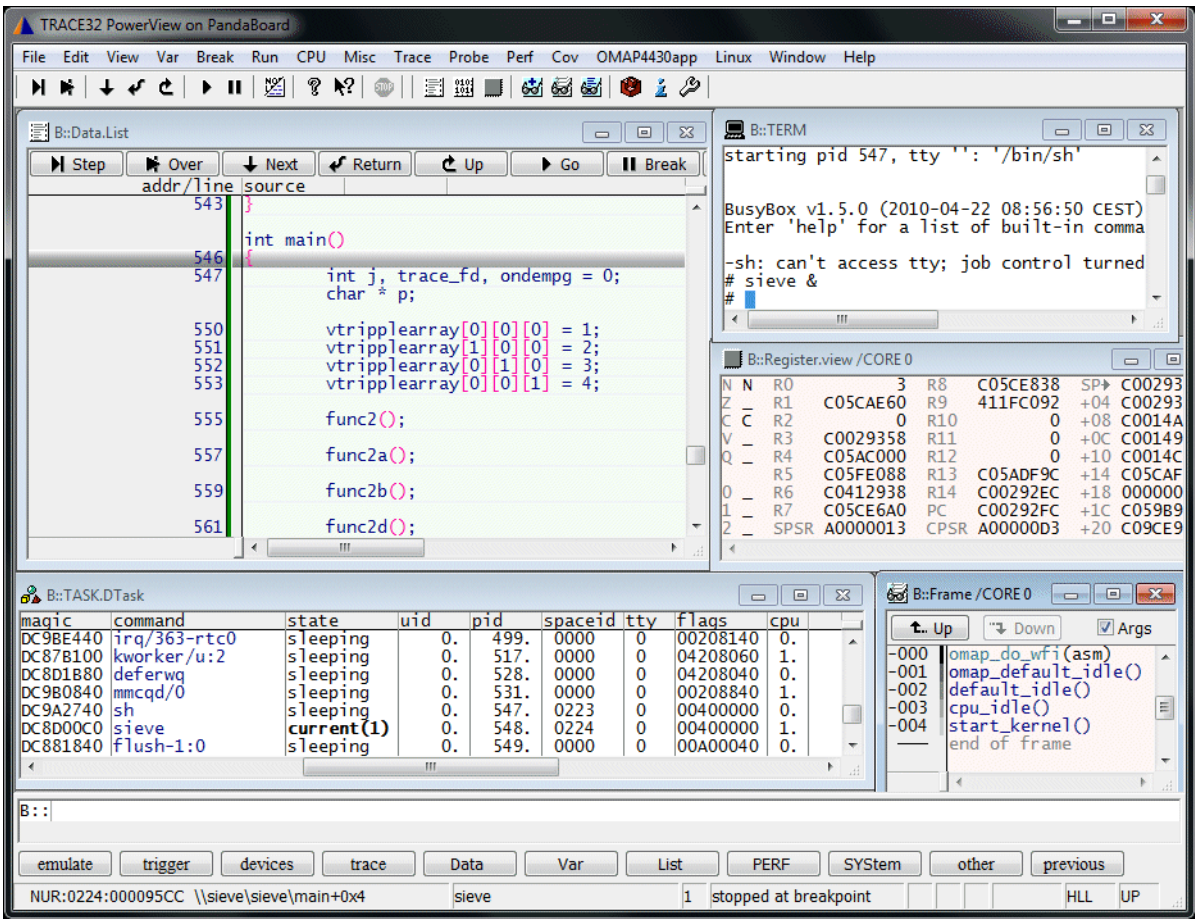 TRACE32 PowerView on PandaBoard
File Edit View Var Break Run CPU Misc Trace Probe Perf Cov OMAP4430app Linux Window Help
STOP
B::Data.List
Step Over Next Return Up Go Break
addr/line source
543 }
int main()
546 {
547 int j, trace_fd, ondempg = 0;
char * p;
550 vtripplearray[0][0][0] = 1;
551 vtripplearray[1][0][0] = 2;
552 vtripplearray[0][1][0] = 3;
553 vtripplearray[0][0][1] = 4;
555 func2();
557 func2a();
559 func2b();
561 func2d();
B::TERM
starting pid 547, tty '': '/bin/sh'
BusyBox v1.5.0 (2010-04-22 08:56:50 CEST)
Enter 'help' for a list of built-in comma
-sh: can't access tty; job control turned
# sieve &
#
B::Register.view /CORE 0
N N R0 3 R8 C05CE838 SP C00293
Z _ R1 C05CAE60 R9 411FC092 +04 C00293
C C R2 0 R10 0 +08 C0014A
V _ R3 C0029358 R11 0 +0C C00149
Q _ R4 C05AC000 R12 0 +10 C0014C
R5 C05FE088 R13 C05ADF9C +14 C05CAF
0 _ R6 C0412938 R14 C00292EC +18 000000
1 _ R7 C05CE6A0 PC C00292FC +1C C059B9
2 _ SPSR A0000013 CPSR A00000D3 +20 C09CE9
B::TASK.DTask
magic command state uid pid spaceid tty flags cpu
DC9BE440 irq/363-rtc0 sleeping 0. 499. 0000 0 00208140 0.
DC87B100 kworker/u:2 sleeping 0. 517. 0000 0 04208060 1.
DC8D1B80 deferwq sleeping 0. 528. 0000 0 04208040 0.
DC9B0840 mmcqd/0 sleeping 0. 531. 0000 0 00208840 1.
DC9A2740 sh sleeping 0. 547. 0223 0 00400000 0.
DC8D00C0 sieve current(1) 0. 548. 0224 0 00400000 1.
DC881840 flush-1:0 sleeping 0. 549. 0000 0 00A00040 0.
B::Frame /CORE 0
Up Down Args
-000 omap_do_wfi(asm)
-001 omap_default_idle()
-002 default_idle()
-003 cpu_idle()
-004 start_kernel()
end of frame
B::
emulate trigger devices trace Data Var List PERF SYStem other previous
NUR:0224:000095CC \\sieve\sieve\main+0x4 sieve 1 stopped at breakpoint HLL UP